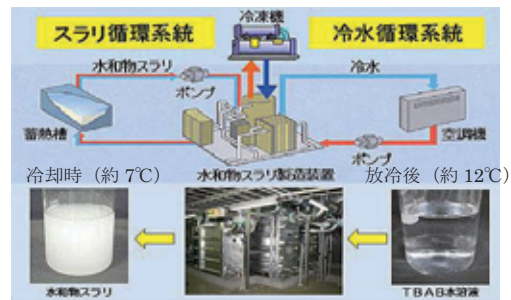 スラリ循環系統
冷凍機
冷水循環系統
水和物スラリ
ポンプ
冷水
蓄熱槽
空調機
ポンプ
水和物スラリ製造装置
冷却時（約 7℃）
放冷後（約 12℃）
水和物スラリ
TBAB水溶液